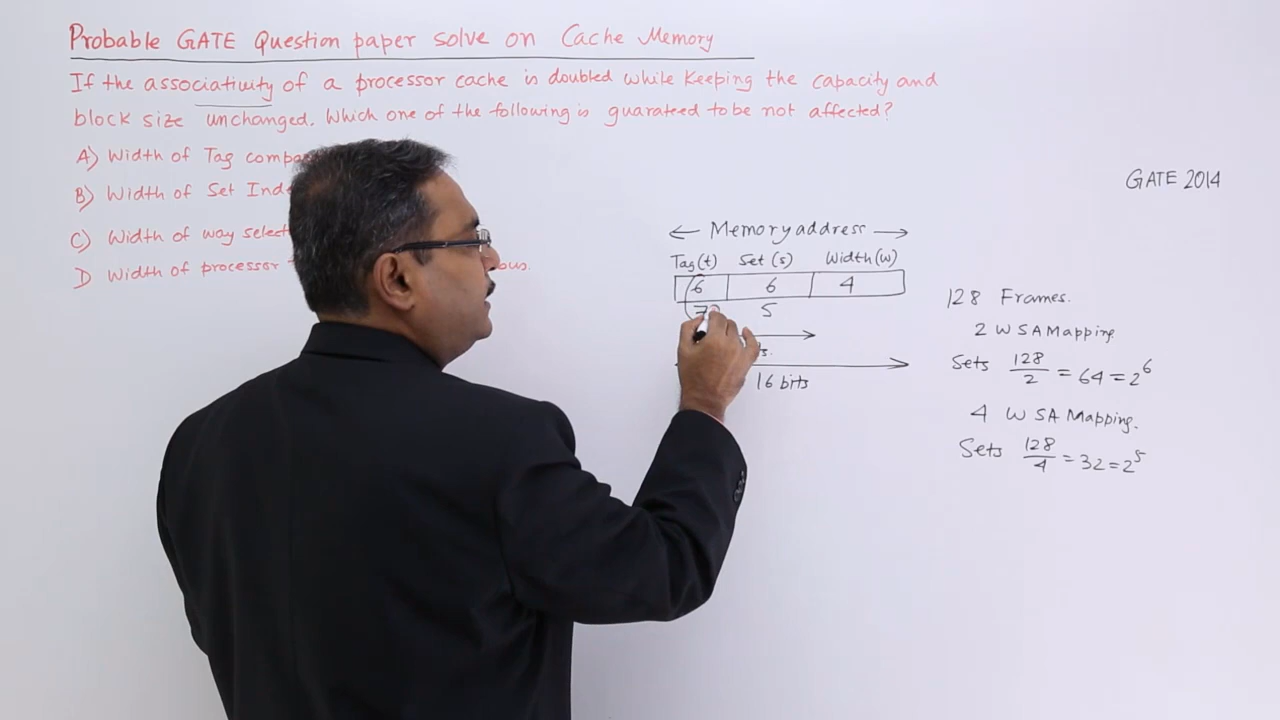 Probable GATE Question paper solve on Cache Memory
If the associativity of a processor cache is doubled while keeping the capacity and
block size unchanged. Which one of the following is guarateed to be not affected?
A) Width of Tag
B) Width of Set
C) Width of way
D Width of processor
GATE 2014
← Memory address →
Tag(t) Set (s) Width (w)
6 6 4
7 5
16 bits
128 Frames.
2 W S A Mapping.
Sets 128/2 = 64 = 2^6
4 W S A Mapping.
Sets 128/4 = 32 = 2^5